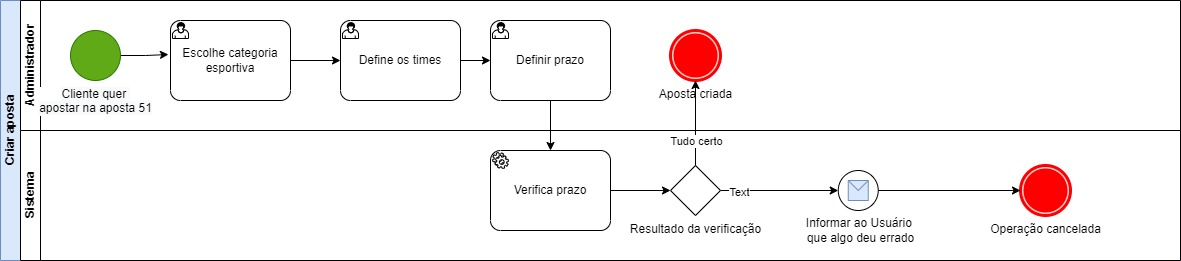 Criar aposta
Administrador
Cliente quer
apostar na aposta 51
Escolhe categoria
esportiva
Define os times
Definir prazo
Aposta criada
Sistema
Verifica prazo
Tudo certo
Resultado da verificação
Text
Informar ao Usuário
que algo deu errado
Operação cancelada